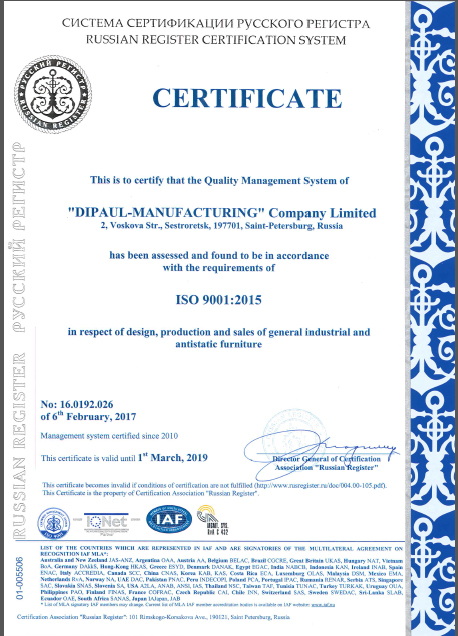 СИСТЕМА СЕРТИФИКАЦИИ РУССКОГО РЕГИСТРА
RUSSIAN REGISTER CERTIFICATION SYSTEM
РУССКИЙ РЕГИСТР
RUSSIAN REGISTER
CERTIFICATE
This is to certify that the Quality Management System of
"DIPAUL-MANUFACTURING" Company Limited
2, Voskova Str., Sestroretsk, 197701, Saint-Petersburg, Russia
has been assessed and found to be in accordance
with the requirements of
ISO 9001:2015
in respect of design, production and sales of general industrial and
antistatic furniture
No: 16.0192.026
of 6th February, 2017
Management system certified since 2010
This certificate is valid until 1st March, 2019
Director General of Certification
Association "Russian Register"
This certificate becomes invalid if conditions of certification are not fulfilled (http://www.rusregister.ru/doc/004.00-105.pdf).
This Certificate is the property of Certification Association "Russian Register".
RUSSIAN REGISTER РУССКИЙ РЕГИСТР
01-005506
IQNet
IAF
LIST OF THE COUNTRIES WHICH ARE REPRESENTED IN IAF AND ARE SIGNATORIES OF THE MULTILATERAL AGREEMENT ON
RECOGNITION IAF MLA*:
Australia and New Zealand JAS-ANZ, Argentina OAA, Austria AA, Belgium BELAC, Brasil CGCRE, Great Britain UKAS, Hungary NAT, Vietnam
BoA, Germany DAkkS, Hong-Kong HKAS, Greece ESYD, Denmark DANAK, Egypt EGAC, India NABCB, Indonesia KAN, Ireland INAB, Spain
ENAC, Italy ACCREDIA, Canada SCC, China CNAS, Korea KAB, KAS, Costa Rica ECA, Luxemburg OLAS, Malaysia DSM, Mexico EMA,
Netherlands RvA, Norway NA, UAE DAC, Pakistan PNAC, Peru INDECOPI, Poland PCA, Portugal IPAC, Rumania RENAR, Serbia ATS, Singapore
SAC, Slovakia SNAS, Slovenia SA, USA A2LA, ANAB, ANSI, IAS, Thailand NSC, Taiwan TAF, Tunisia TUNAC, Turkey TURKAK, Uruguay OUA,
Philippines PAO, Finland FINAS, France COFRAC, Czech Republic CAI, Chile INN, Switzerland SAS, Sweden SWEDAC, Sri-Lanka SLAB,
Ecuador OAE, South Africa SANAS, Japan IAJapan, JAB
* List of MLA signatory IAF members may change. Current list of MLA IAF member accreditation bodies is available on IAF website: www.iaf.nu
Certification Association "Russian Register": 101 Rimskogo-Korsakova Ave., 190121, Saint Petersburg, Russia